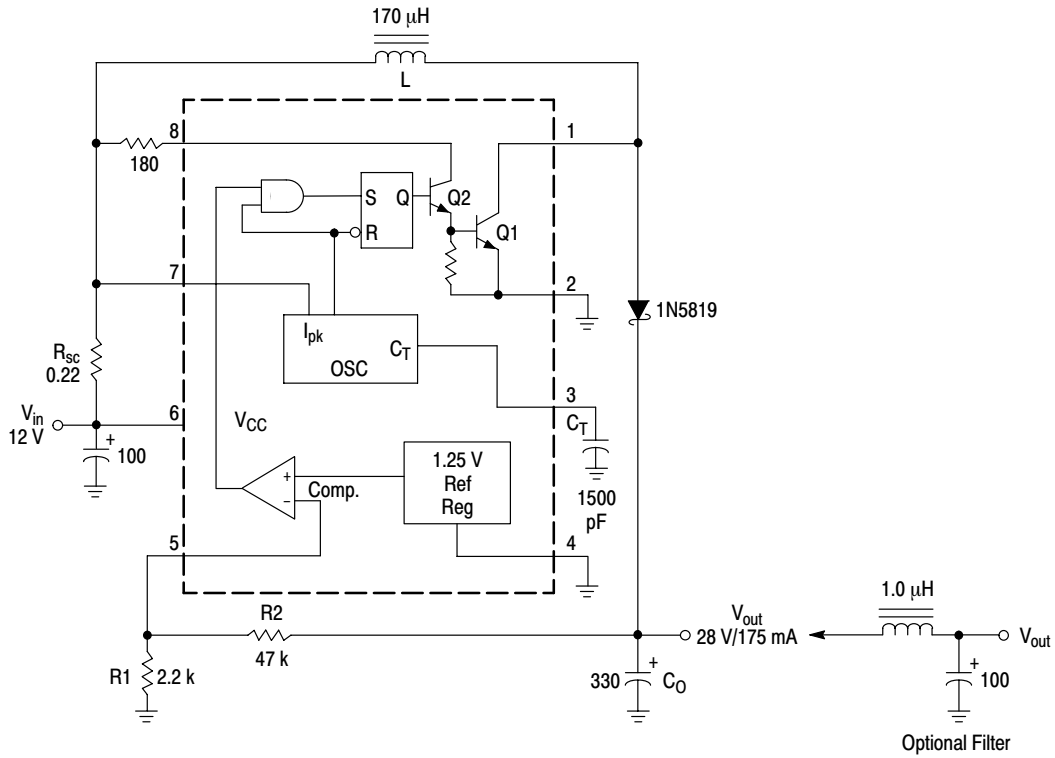 170 μH
L
8
1
180
S
Q
Q2
R
Q1
7
2
1N5819
Ipk
CT
OSC
Rsc
0.22
3
CT
Vin
12 V
6
VCC
100
1.25 V
Ref
Reg
+
Comp.
−
1500
pF
5
4
1.0 μH
R2
Vout
28 V/175 mA
Vout
47 k
R1
2.2 k
330
+
CO
+
100
+
Optional Filter